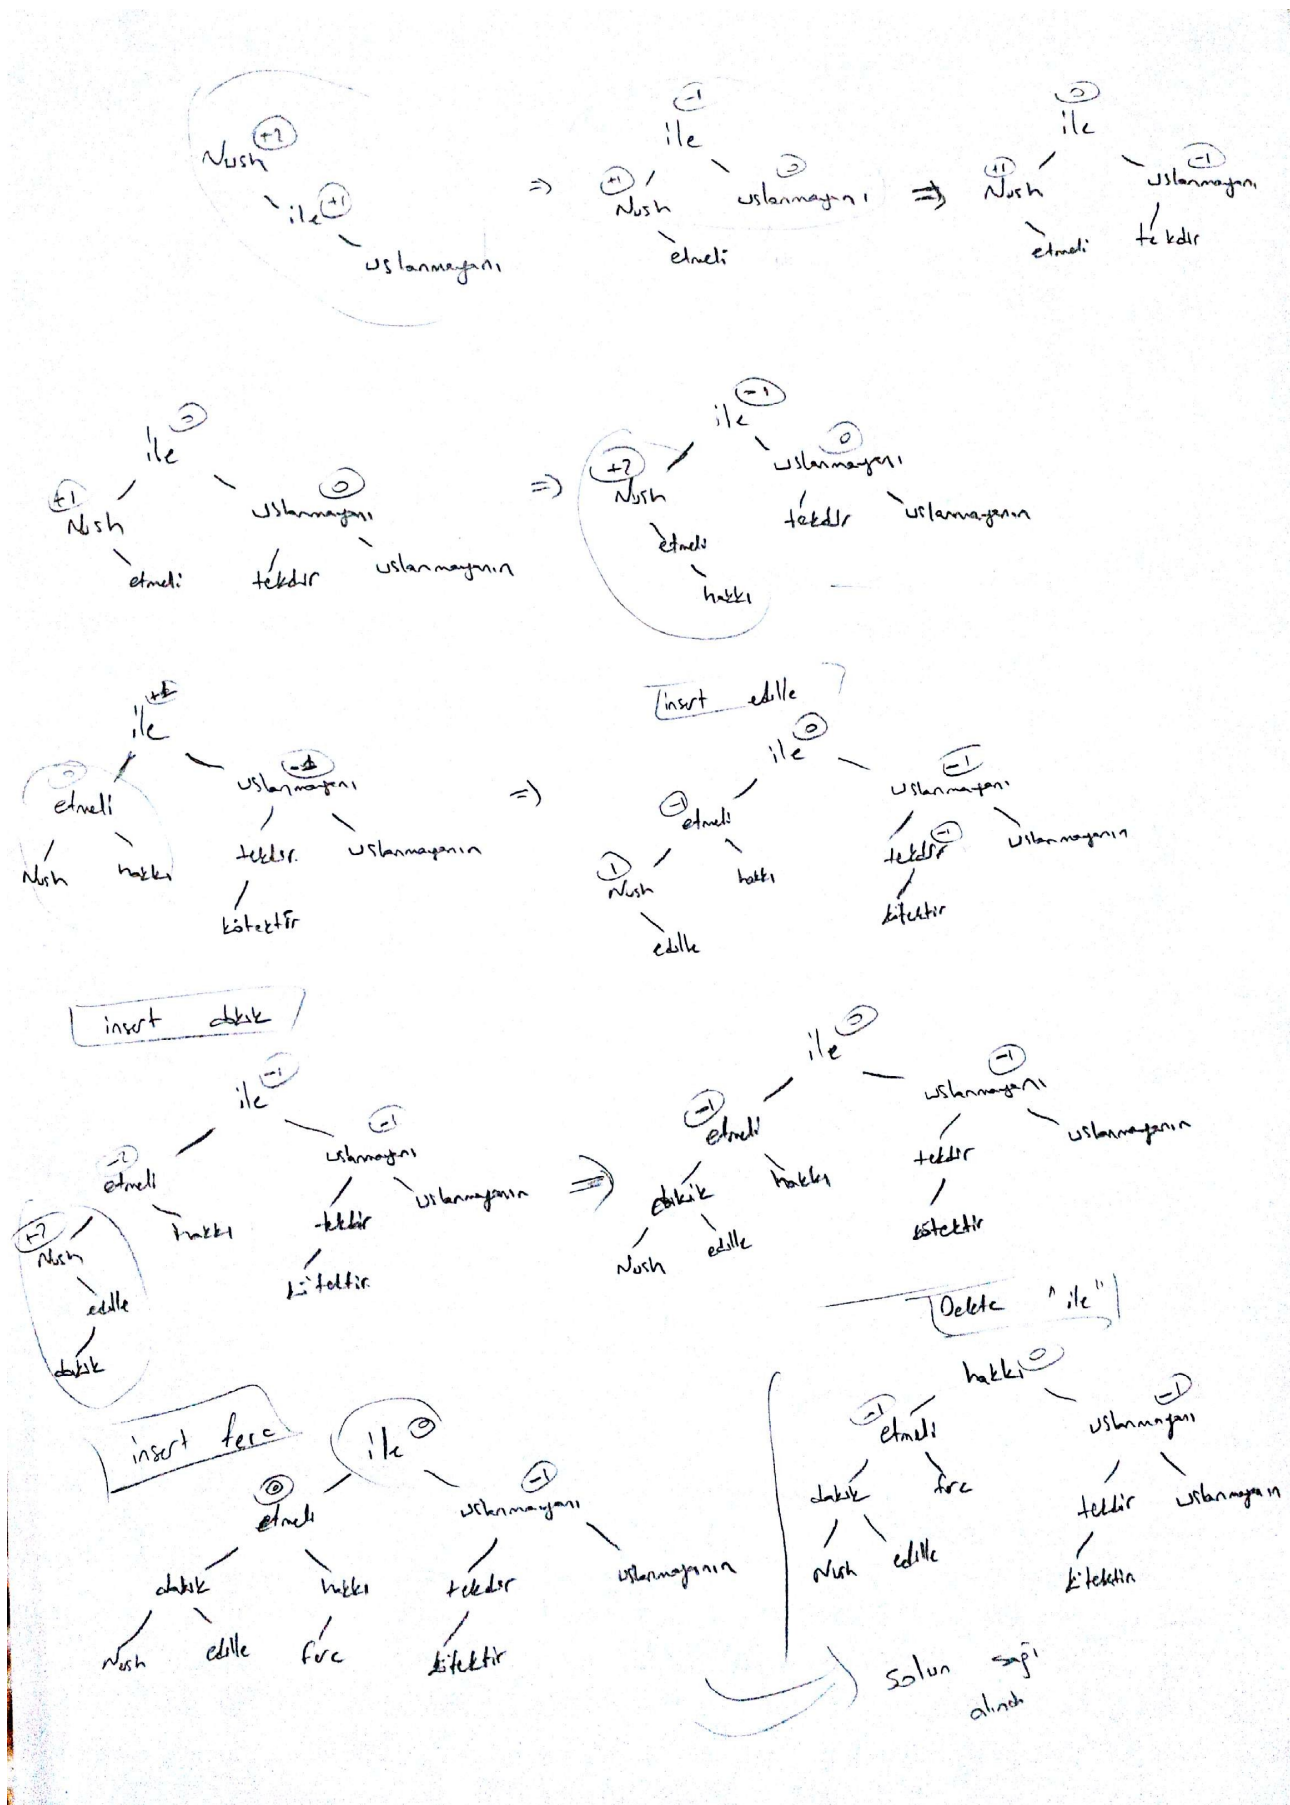 +2
Nush
+1
ile
uslanmayanı
⇒
-1
ile
+1 0
Nush uslanmayanı
etmeli
⇒
0
ile
+1 -1
Nush uslanmayanı
etmeli tekdir
0
ile
+1 0
Nush uslanmayanı
etmeli tekdir uslanmayanın
⇒
-1
ile
+2 0
Nush uslanmayanı
etmeli tekdir uslanmayanın
hakkı
ile
0
etmeli uslanmayanı
Nush hakkı tekdir uslanmayanın
kötektir
⇒
insert edille
0
ile
-1 -1
etmeli uslanmayanı
1 -1
Nush hakkı tekdir uslanmayanın
edille kötektir
insert dakik
-1
ile
-2 -1
etmeli uslanmayanı
+2
Nush hakkı tekdir uslanmayanın
edille kötektir
dakik
⇒
0
ile
-1 -1
etmeli uslanmayanı
dakik hakkı tekdir uslanmayanın
Nush edille kötektir
insert ferc
0
ile
0 -1
etmeli uslanmayanı
dakik hakkı tekdir uslanmayanın
Nush edille ferc kötektir
Delete "ile"
0
hakkı
-1 -1
etmeli uslanmayanı
dakik ferc tekdir uslanmayanın
Nush edille kötektir
solun sağı
alındı